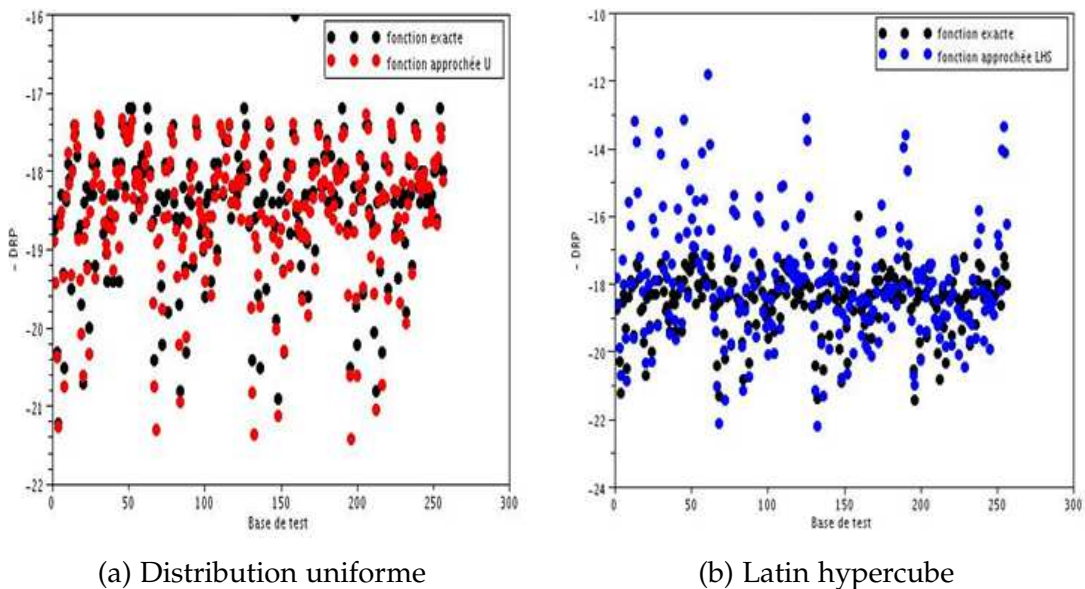 -16
-17
-18
-19
-20
-21
-22
- DRP
fonction exacte
fonction approchée U
0 50 100 150 200 250 300
Base de test
(a) Distribution uniforme
-10
-12
-14
-16
-18
-20
-22
-24
- DRP
fonction exacte
fonction approchée LHS
0 50 100 150 200 250 300
Base de test
(b) Latin hypercube